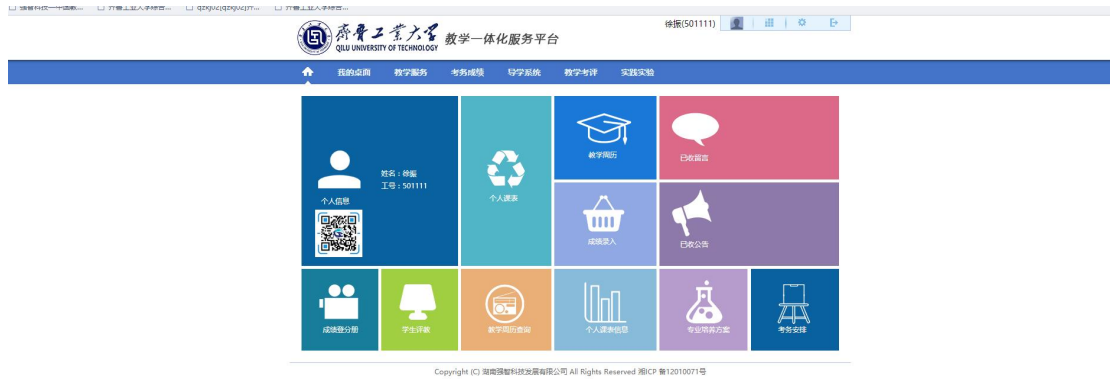 齐鲁工业大学
QILU UNIVERSITY OF TECHNOLOGY
教学一体化服务平台
徐振(501111)
我的桌面 教学服务 考务成绩 导学系统 教学考评 实践实验
姓名：徐振
工号：501111
个人信息
个人课表
教学周历
已收留言
成绩录入
已收公告
成绩登分册
学生评教
教学周历查询
个人课表信息
专业培养方案
考务安排
Copyright (C) 湖南强智科技发展有限公司 All Rights Reserved 湘ICP 备12010071号